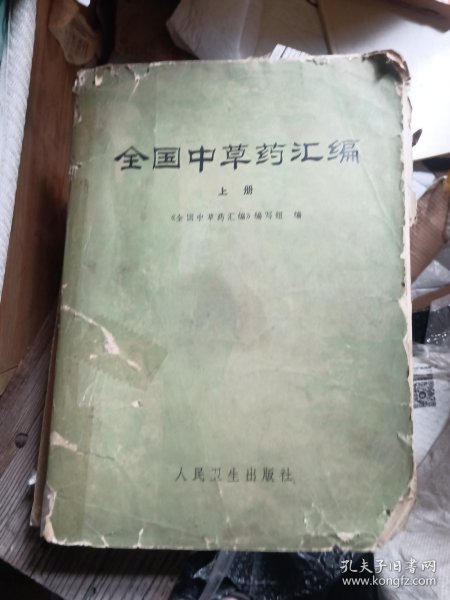 全国中草药汇编
上册
《全国中草药汇编》编写组 编
人民卫生出版社
孔夫子旧书网
www.kongfz.com